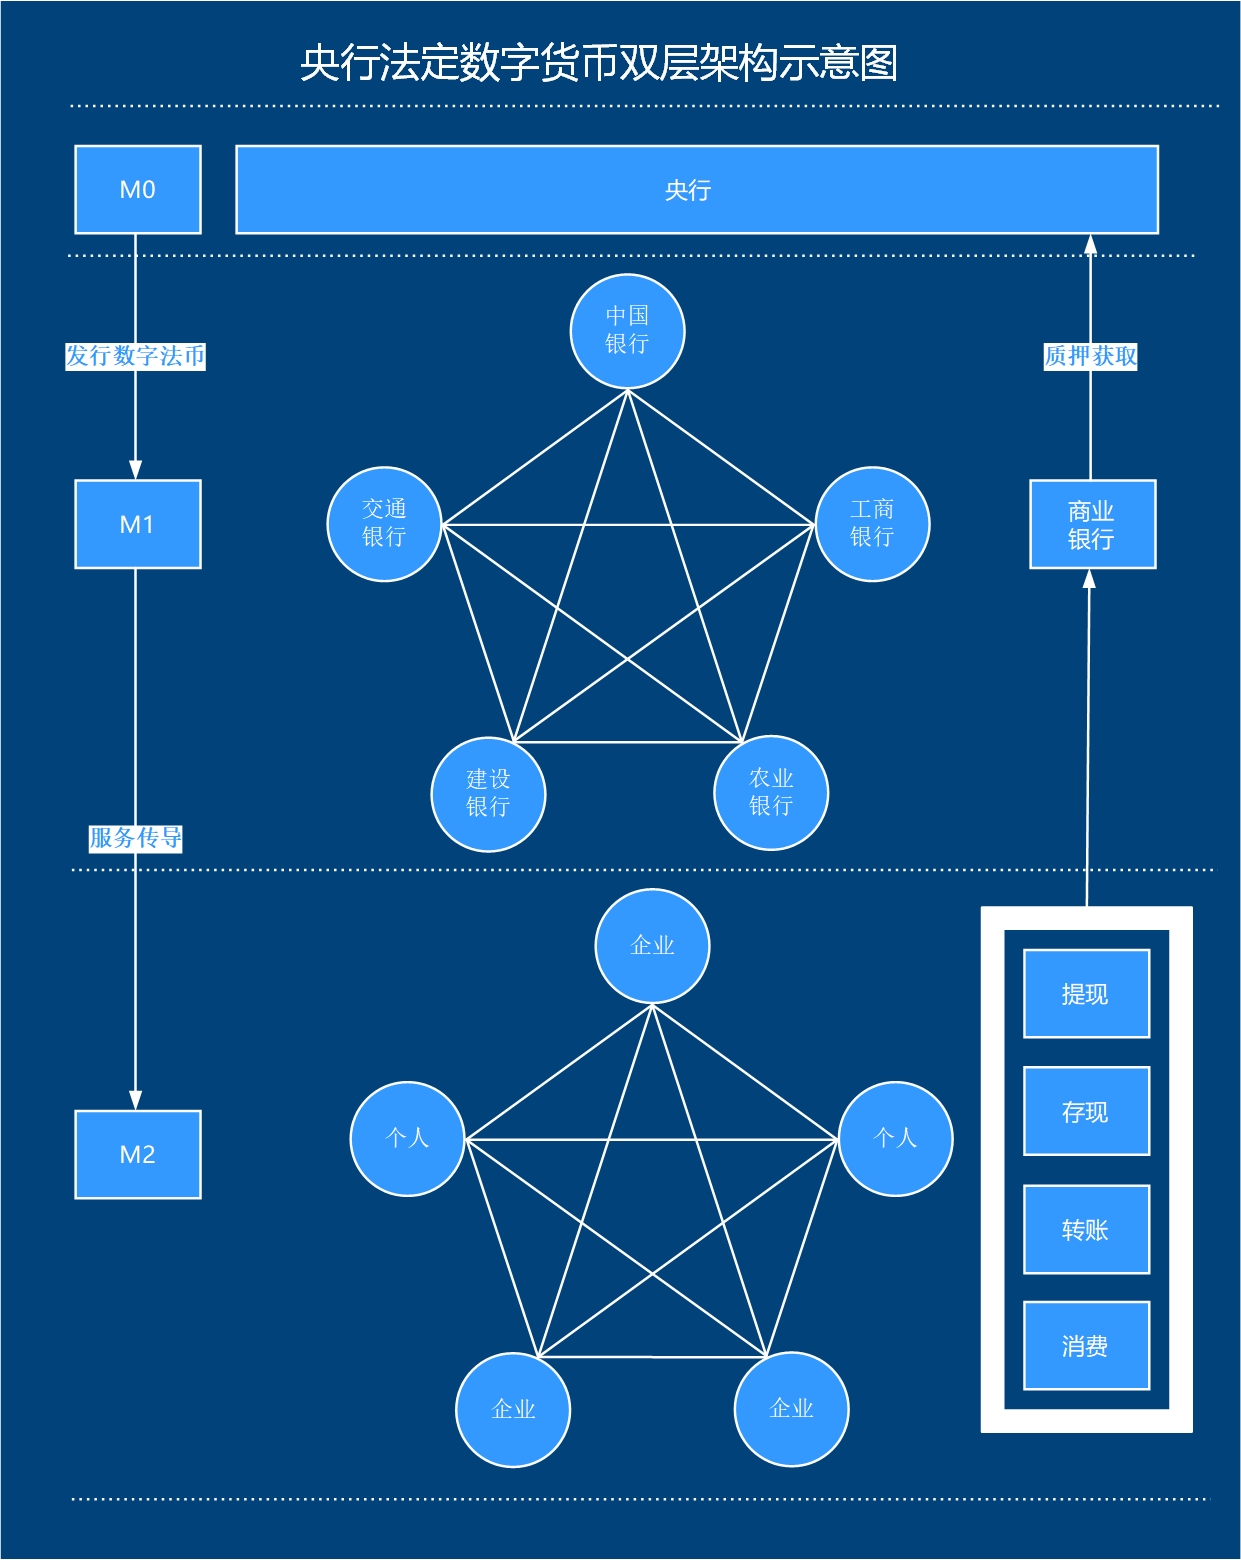 央行法定数字货币双层架构示意图
M0
央行
中国
银行
发行数字法币
质押获取
交通
银行
工商
银行
M1
商业
银行
建设
银行
农业
银行
服务传导
企业
提现
存现
个人
个人
M2
转账
消费
企业
企业